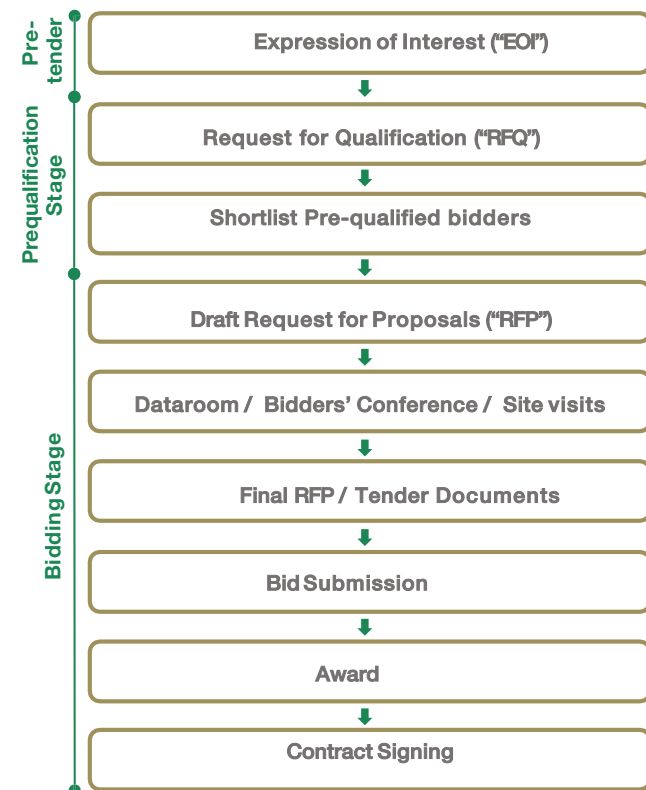 Pre-
tender
Expression of Interest (“EOI”)
Prequalification
Stage
Request for Qualification (“RFQ”)
Shortlist Pre-qualified bidders
Bidding Stage
Draft Request for Proposals (“RFP”)
Dataroom / Bidders’ Conference / Site visits
Final RFP / Tender Documents
Bid Submission
Award
Contract Signing